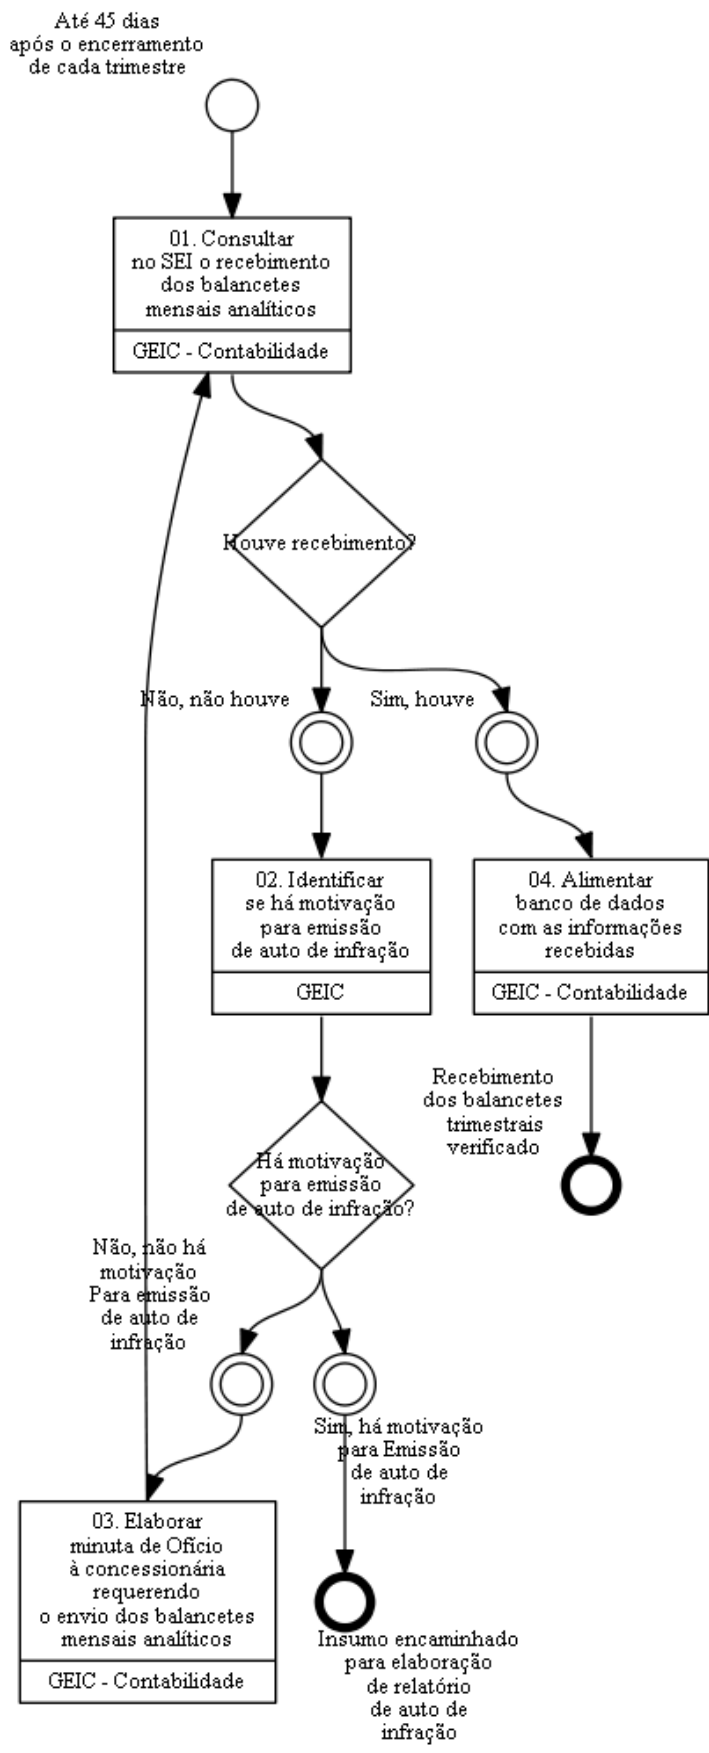 Até 45 dias
após o encerramento
de cada trimestre
01. Consultar
no SEI o recebimento
dos balancetes
mensais analíticos
GEIC - Contabilidade
Houve recebimento?
Não, não houve
Sim, houve
02. Identificar
se há motivação
para emissão
de auto de infração
GEIC
04. Alimentar
banco de dados
com as informações
recebidas
GEIC - Contabilidade
Recebimento
dos balancetes
trimestrais
verificado
Há motivação
para emissão
de auto de infração?
Não, não há
motivação
Para emissão
de auto de
infração
Sim, há motivação
para Emissão
de auto de
infração
03. Elaborar
minuta de Ofício
à concessionária
requerendo
o envio dos balancetes
mensais analíticos
GEIC - Contabilidade
Insumo encaminhado
para elaboração
de relatório
de auto de
infração